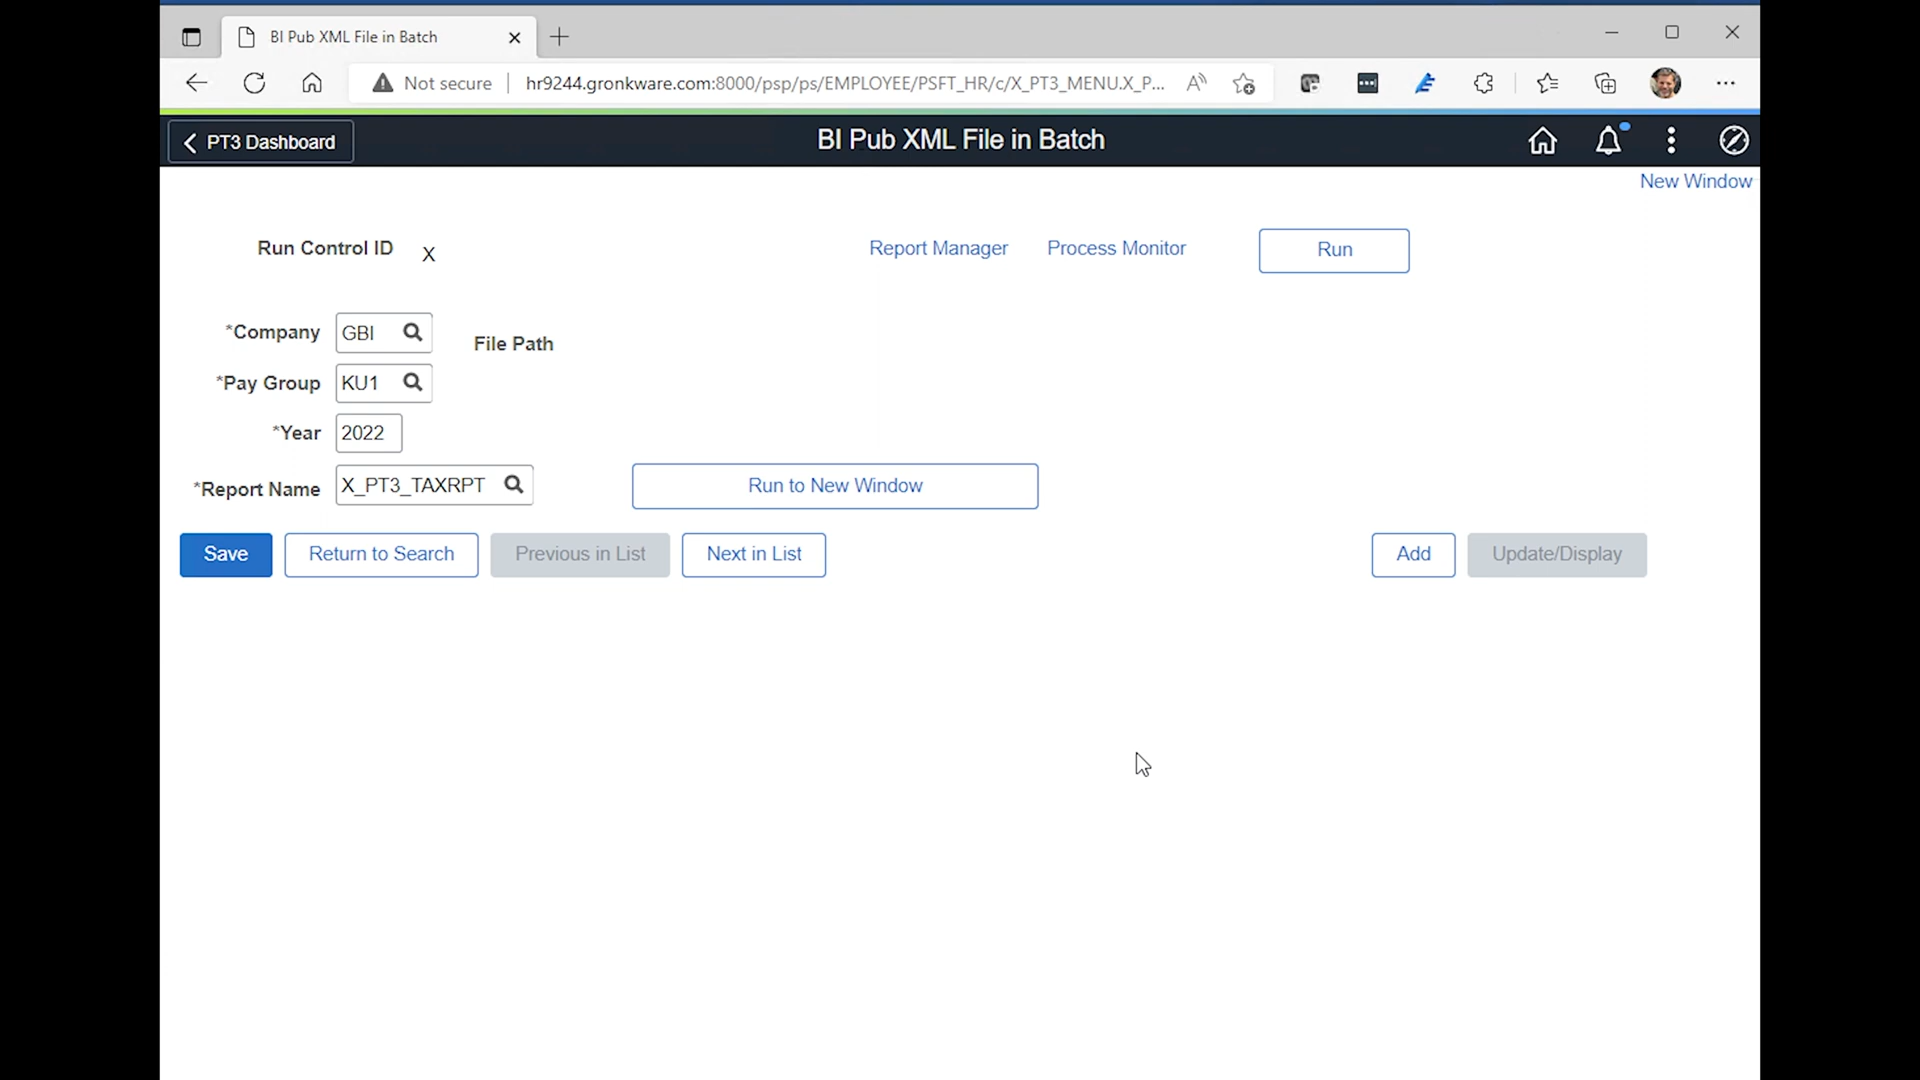 BI Pub XML File in Batch
Not secure
hr9244.gronkware.com:8000/psp/ps/EMPLOYEE/PSFT_HR/c/X_PT3_MENU.X_P...
PT3 Dashboard
BI Pub XML File in Batch
New Window
Run Control ID X
Report Manager
Process Monitor
Run
*Company GBI
File Path
*Pay Group KU1
*Year 2022
*Report Name X_PT3_TAXRPT
Run to New Window
Save
Return to Search
Previous in List
Next in List
Add
Update/Display